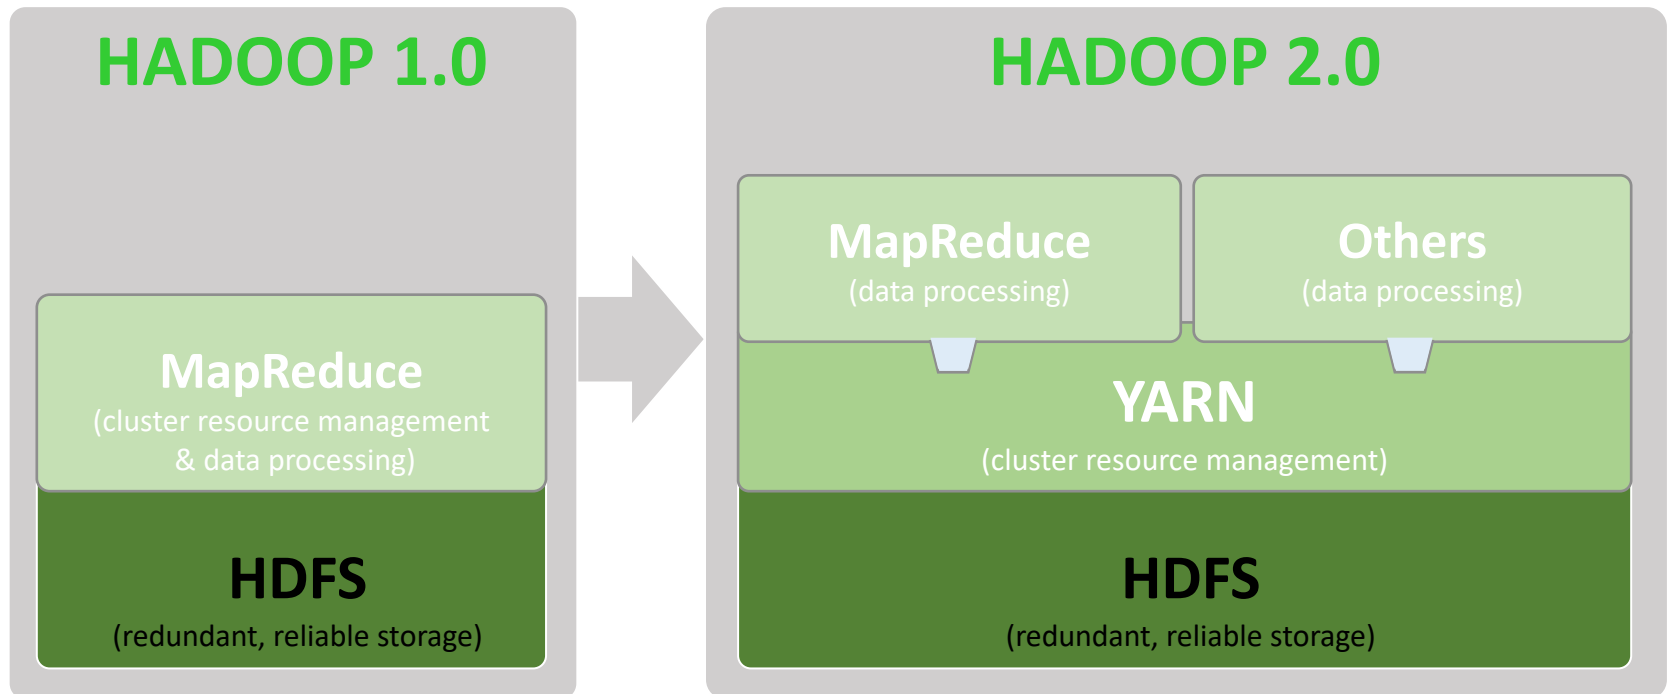 HADOOP 1.0
MapReduce
(cluster resource management
& data processing)
HDFS
(redundant, reliable storage)
HADOOP 2.0
MapReduce
(data processing)
Others
(data processing)
YARN
(cluster resource management)
HDFS
(redundant, reliable storage)